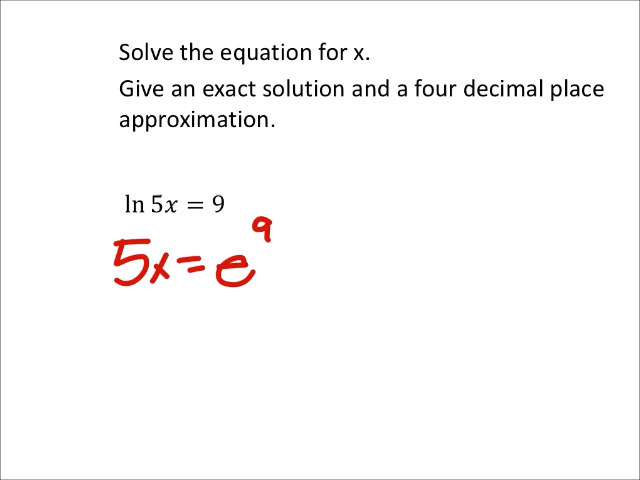 Solve the equation for x.
Give an exact solution and a four decimal place
approximation.
ln 5x = 9
5x = e⁹